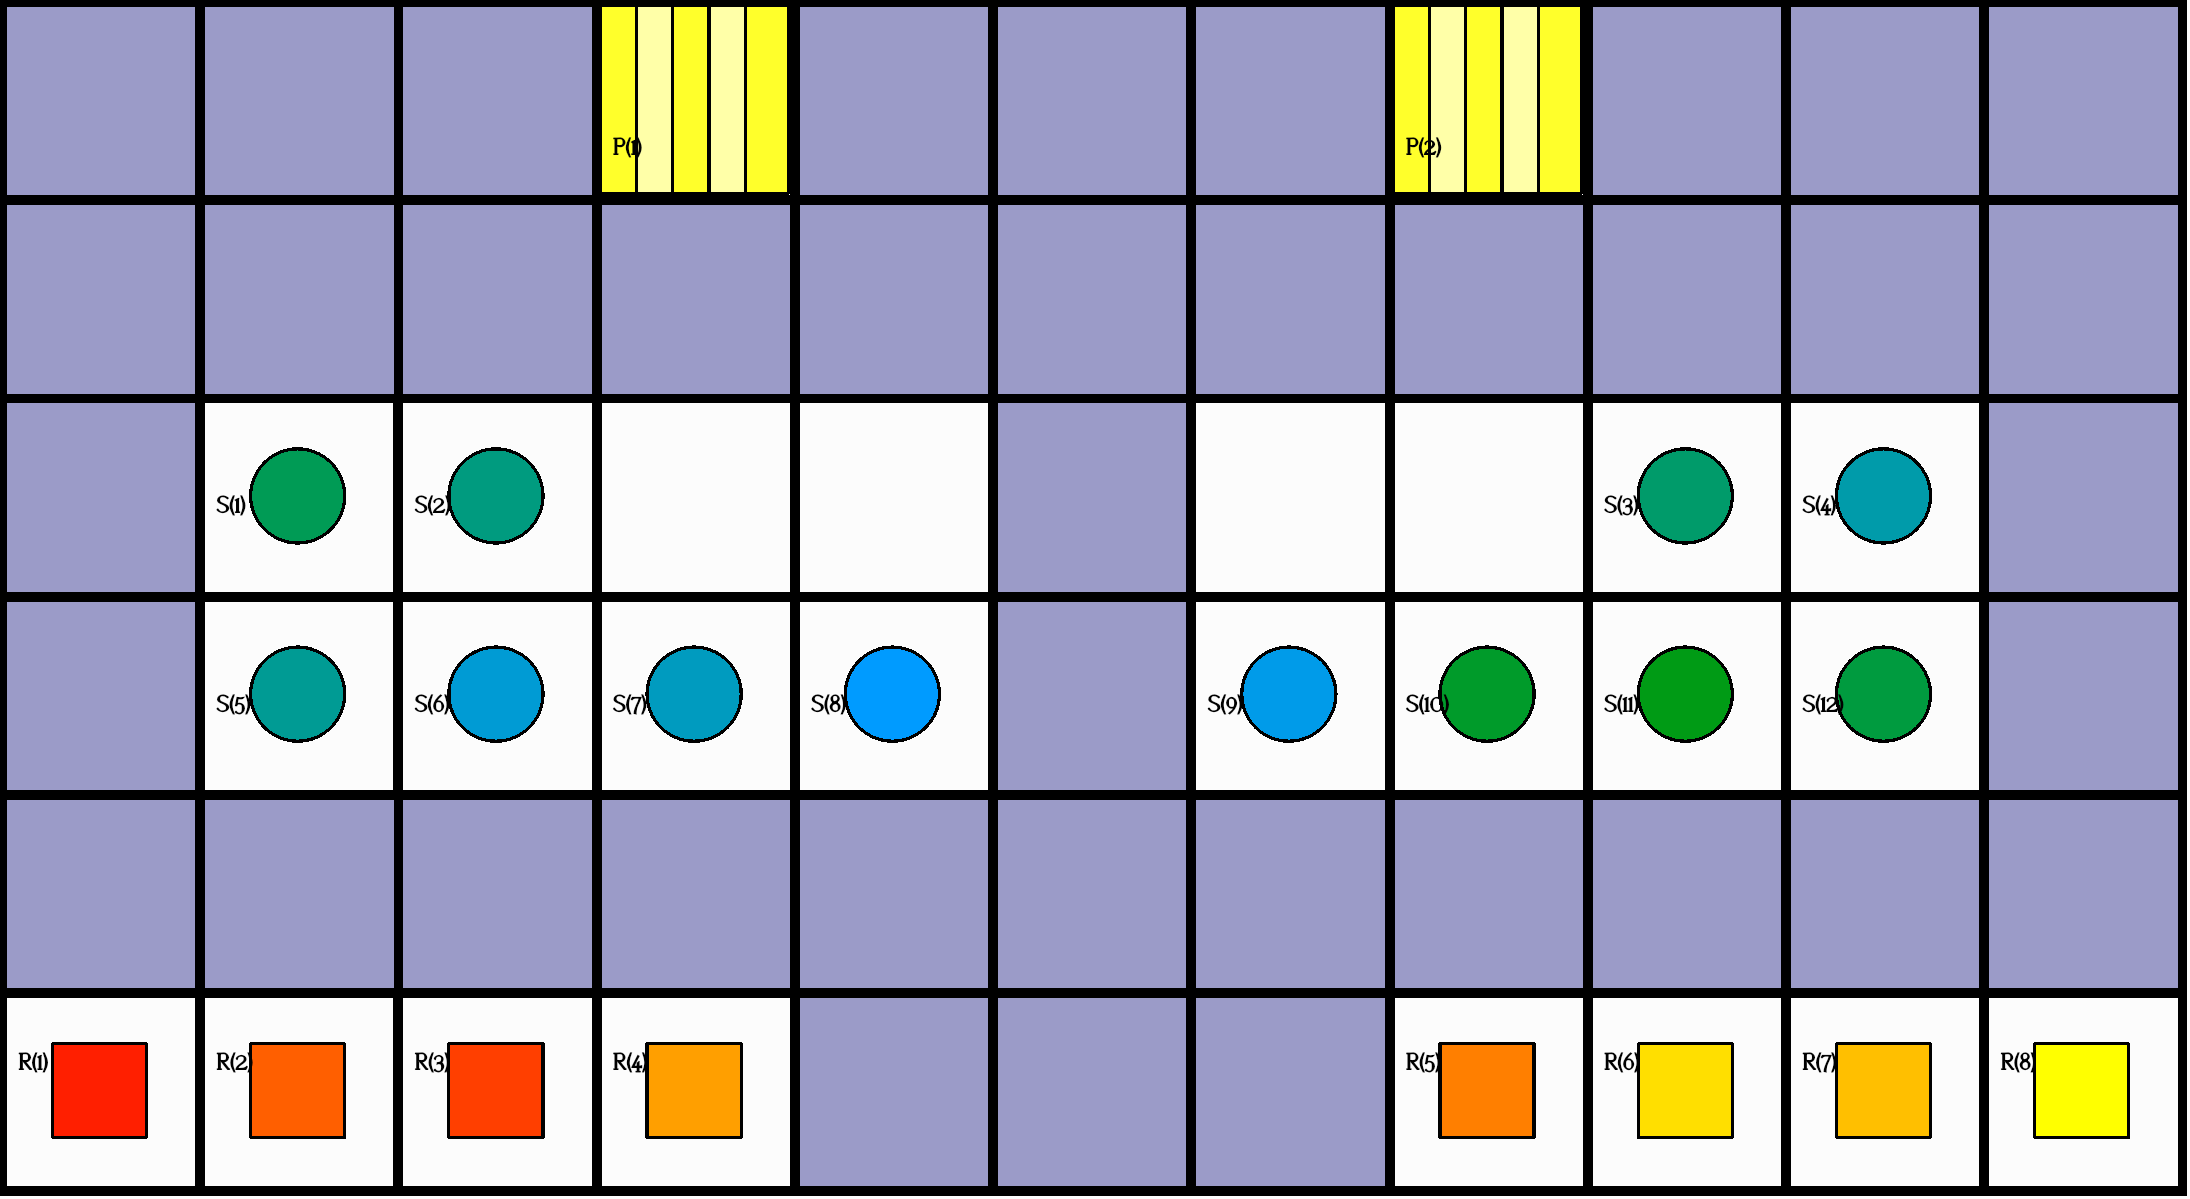 P(1) P(2)
S(1) S(2) S(3) S(4)
S(5) S(6) S(7) S(8) S(9) S(10) S(11) S(12)
R(1) R(2) R(3) R(4) R(5) R(6) R(7) R(8)